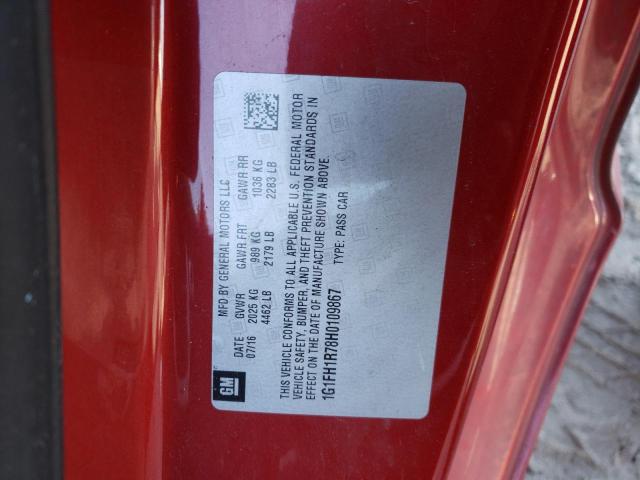 GM
MFD BY GENERAL MOTORS LLC
DATE GVWR GAWR FRT GAWR RR
07/16 2025 KG 989 KG 1036 KG
4462 LB 2179 LB 2283 LB
THIS VEHICLE CONFORMS TO ALL APPLICABLE U.S. FEDERAL MOTOR
VEHICLE SAFETY, BUMPER, AND THEFT PREVENTION STANDARDS IN
EFFECT ON THE DATE OF MANUFACTURE SHOWN ABOVE.
1G1FH1R78H0109867 TYPE: PASS CAR